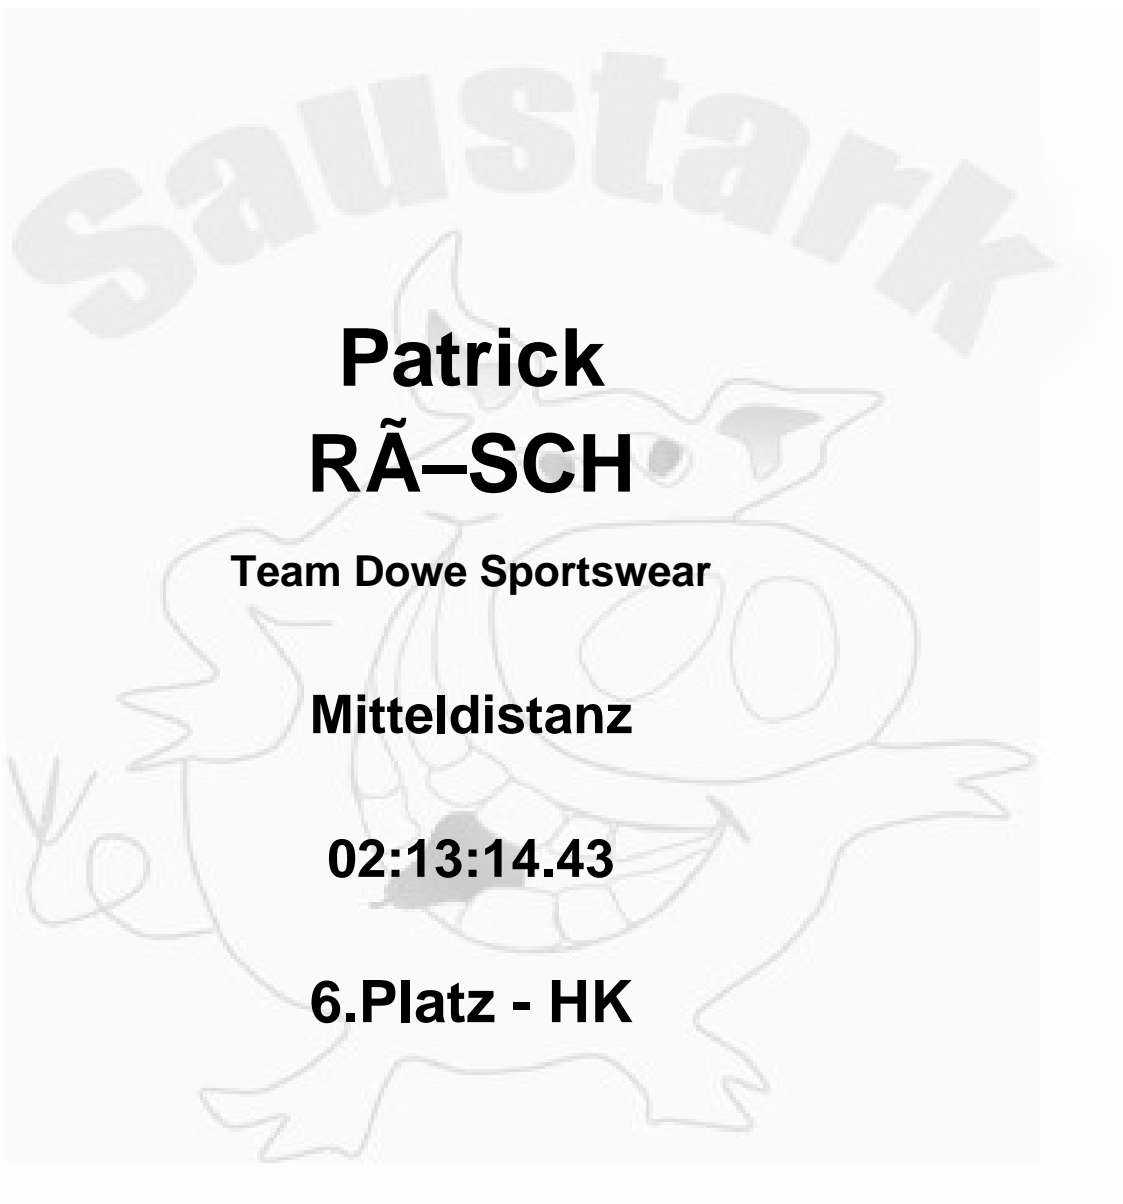 Saustark
Patrick
RÃ–SCH
Team Dowe Sportswear
Mitteldistanz
02:13:14.43
6.Platz - HK